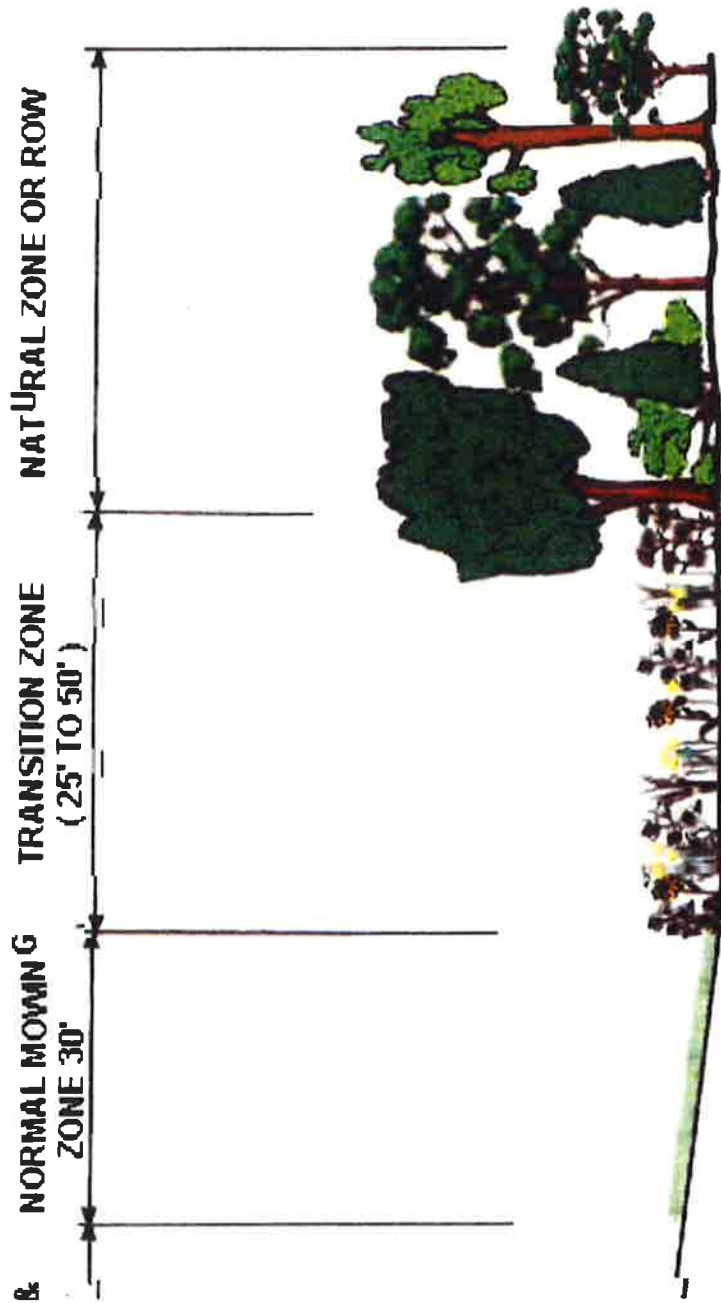 NORMAL MOWING
ZONE 30'
TRANSITION ZONE
( 25' TO 50' )
NATURAL ZONE OR ROW